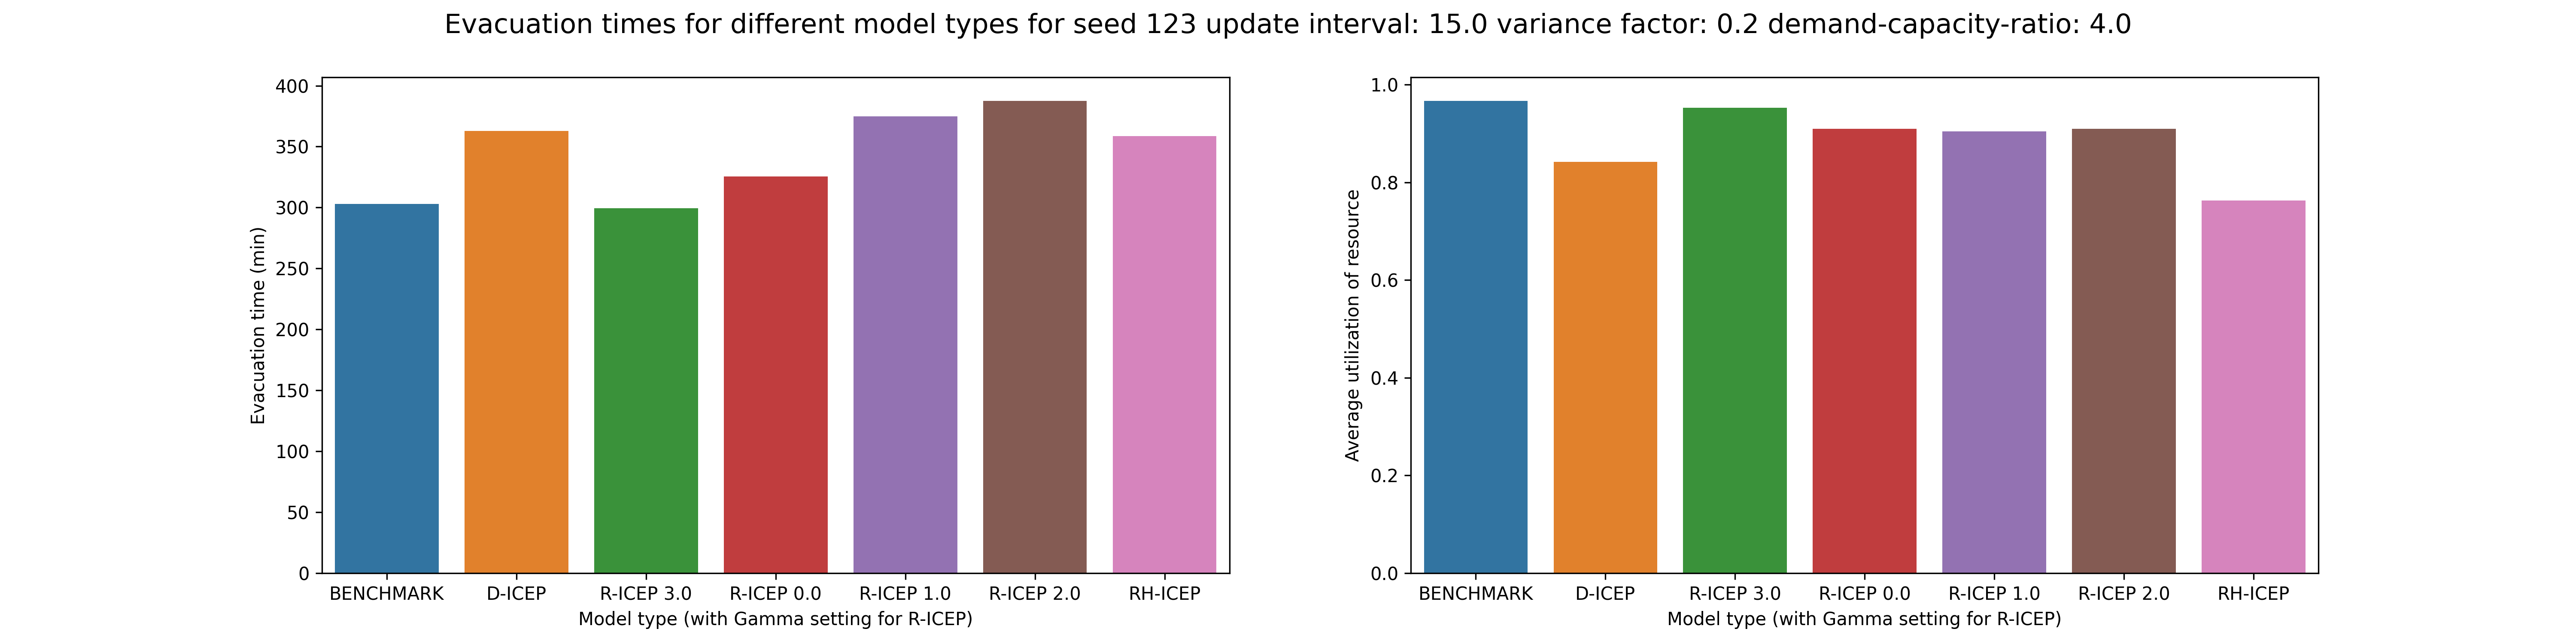 Evacuation times for different model types for seed 123 update interval: 15.0 variance factor: 0.2 demand-capacity-ratio: 4.0
Evacuation time (min)
400
350
300
250
200
150
100
50
0
BENCHMARK D-ICEP R-ICEP 3.0 R-ICEP 0.0 R-ICEP 1.0 R-ICEP 2.0 RH-ICEP
Model type (with Gamma setting for R-ICEP)
Average utilization of resource
1.0
0.8
0.6
0.4
0.2
0.0
BENCHMARK D-ICEP R-ICEP 3.0 R-ICEP 0.0 R-ICEP 1.0 R-ICEP 2.0 RH-ICEP
Model type (with Gamma setting for R-ICEP)